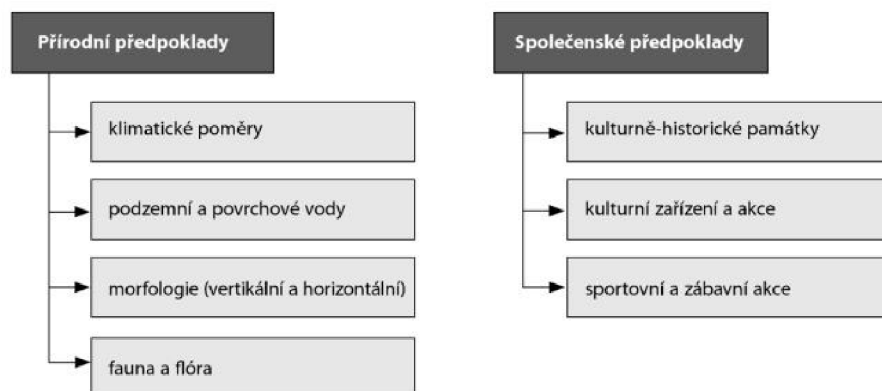 Přírodní předpoklady
klimatické poměry
podzemní a povrchové vody
morfologie (vertikální a horizontální)
fauna a flóra
Společenské předpoklady
kulturně-historické památky
kulturní zařízení a akce
sportovní a zábavní akce